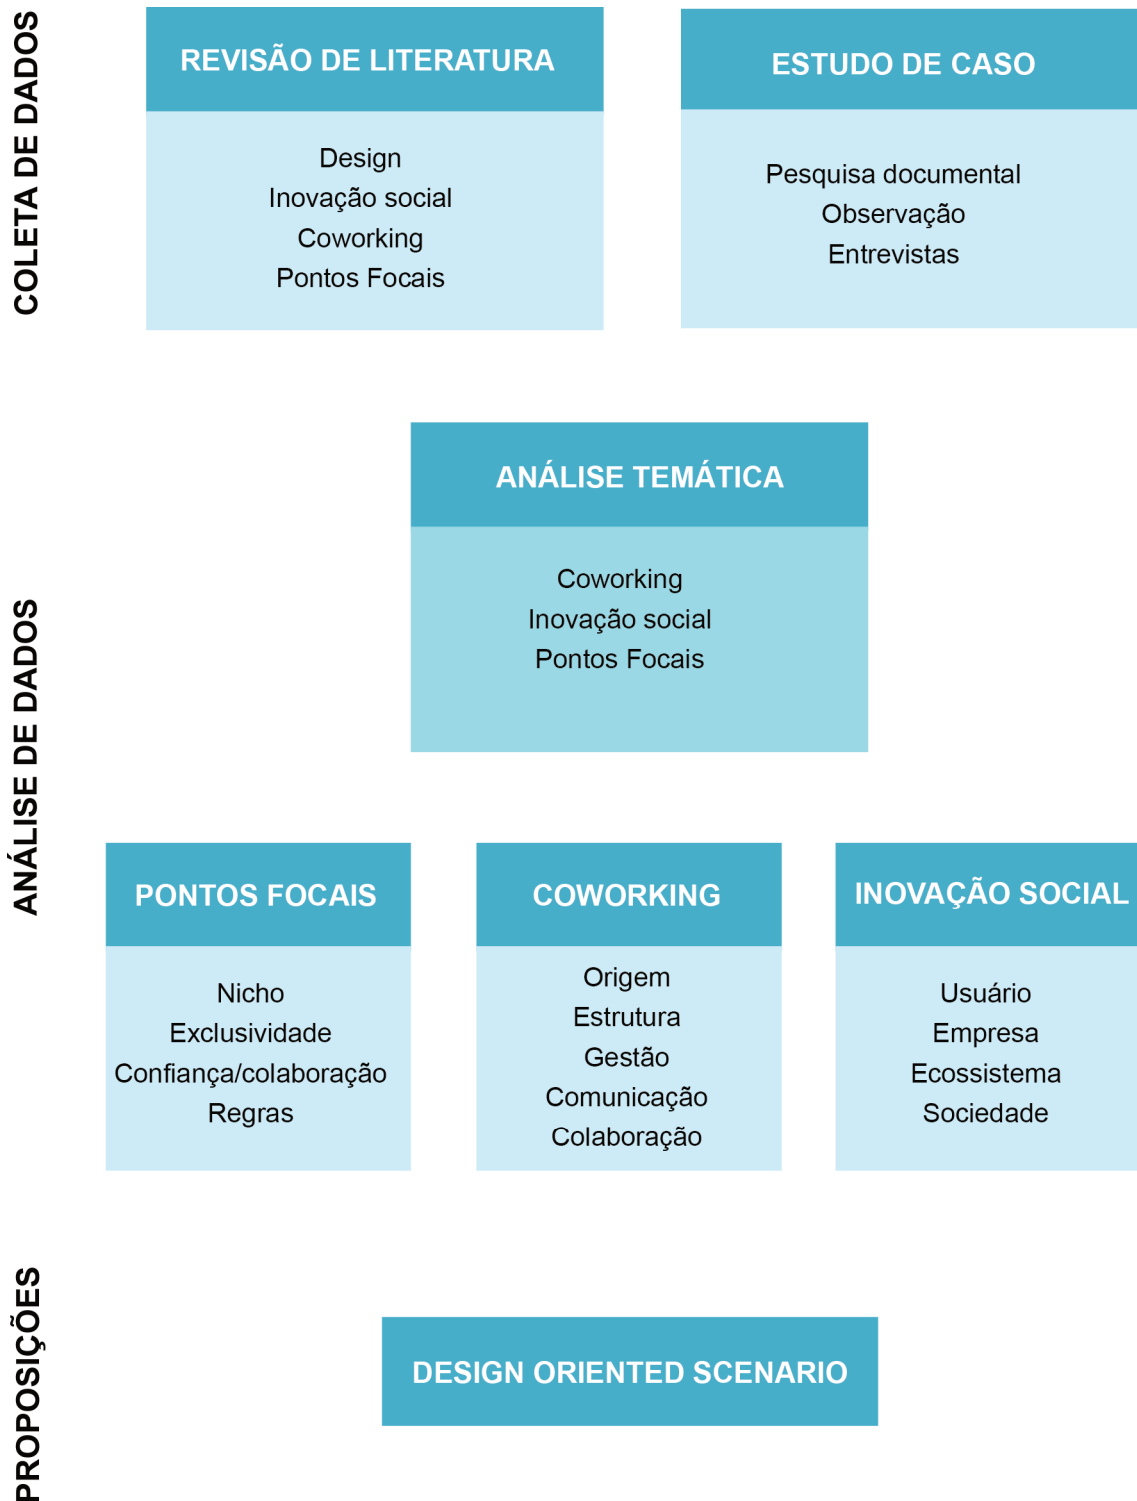 COLETA DE DADOS
REVISÃO DE LITERATURA
Design
Inovação social
Coworking
Pontos Focais
ESTUDO DE CASO
Pesquisa documental
Observação
Entrevistas
ANÁLISE DE DADOS
ANÁLISE TEMÁTICA
Coworking
Inovação social
Pontos Focais
PONTOS FOCAIS
Nicho
Exclusividade
Confiança/colaboração
Regras
COWORKING
Origem
Estrutura
Gestão
Comunicação
Colaboração
INOVAÇÃO SOCIAL
Usuário
Empresa
Ecossistema
Sociedade
PROPOSIÇÕES
DESIGN ORIENTED SCENARIO